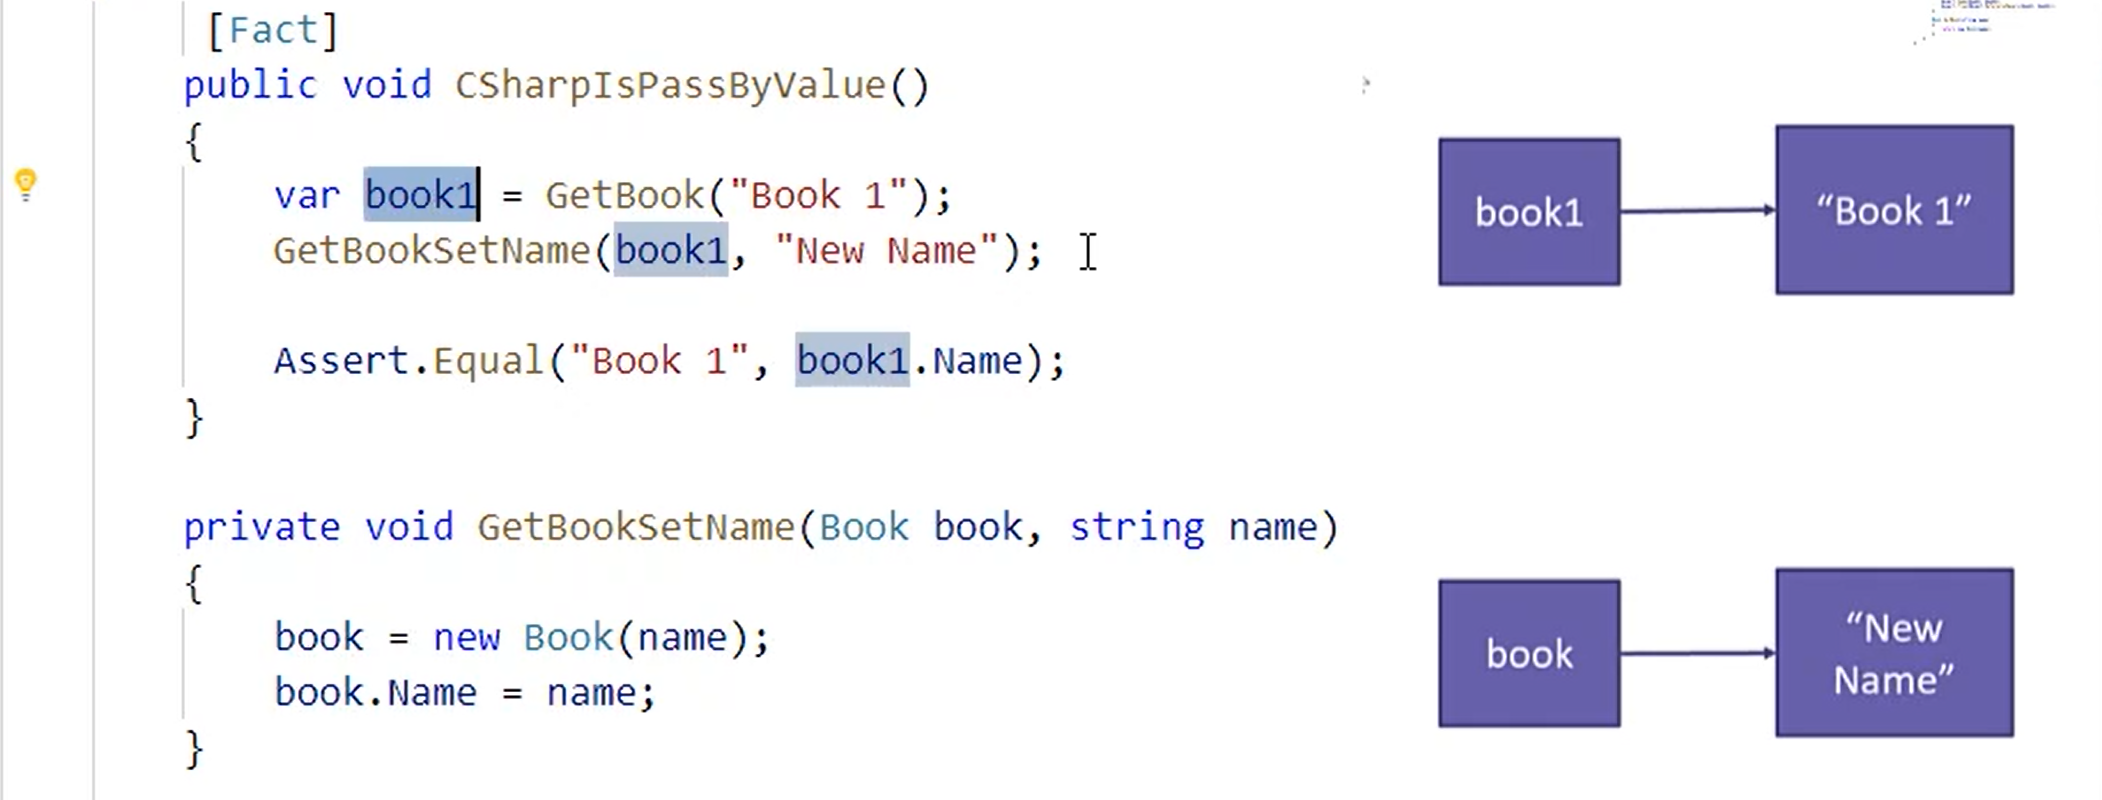 [Fact]
public void CSharpIsPassByValue()
{
var book1 = GetBook("Book 1");
GetBookSetName(book1, "New Name");
Assert.Equal("Book 1", book1.Name);
}
private void GetBookSetName(Book book, string name)
{
book = new Book(name);
book.Name = name;
}
book1
“Book 1”
book
“New
Name”